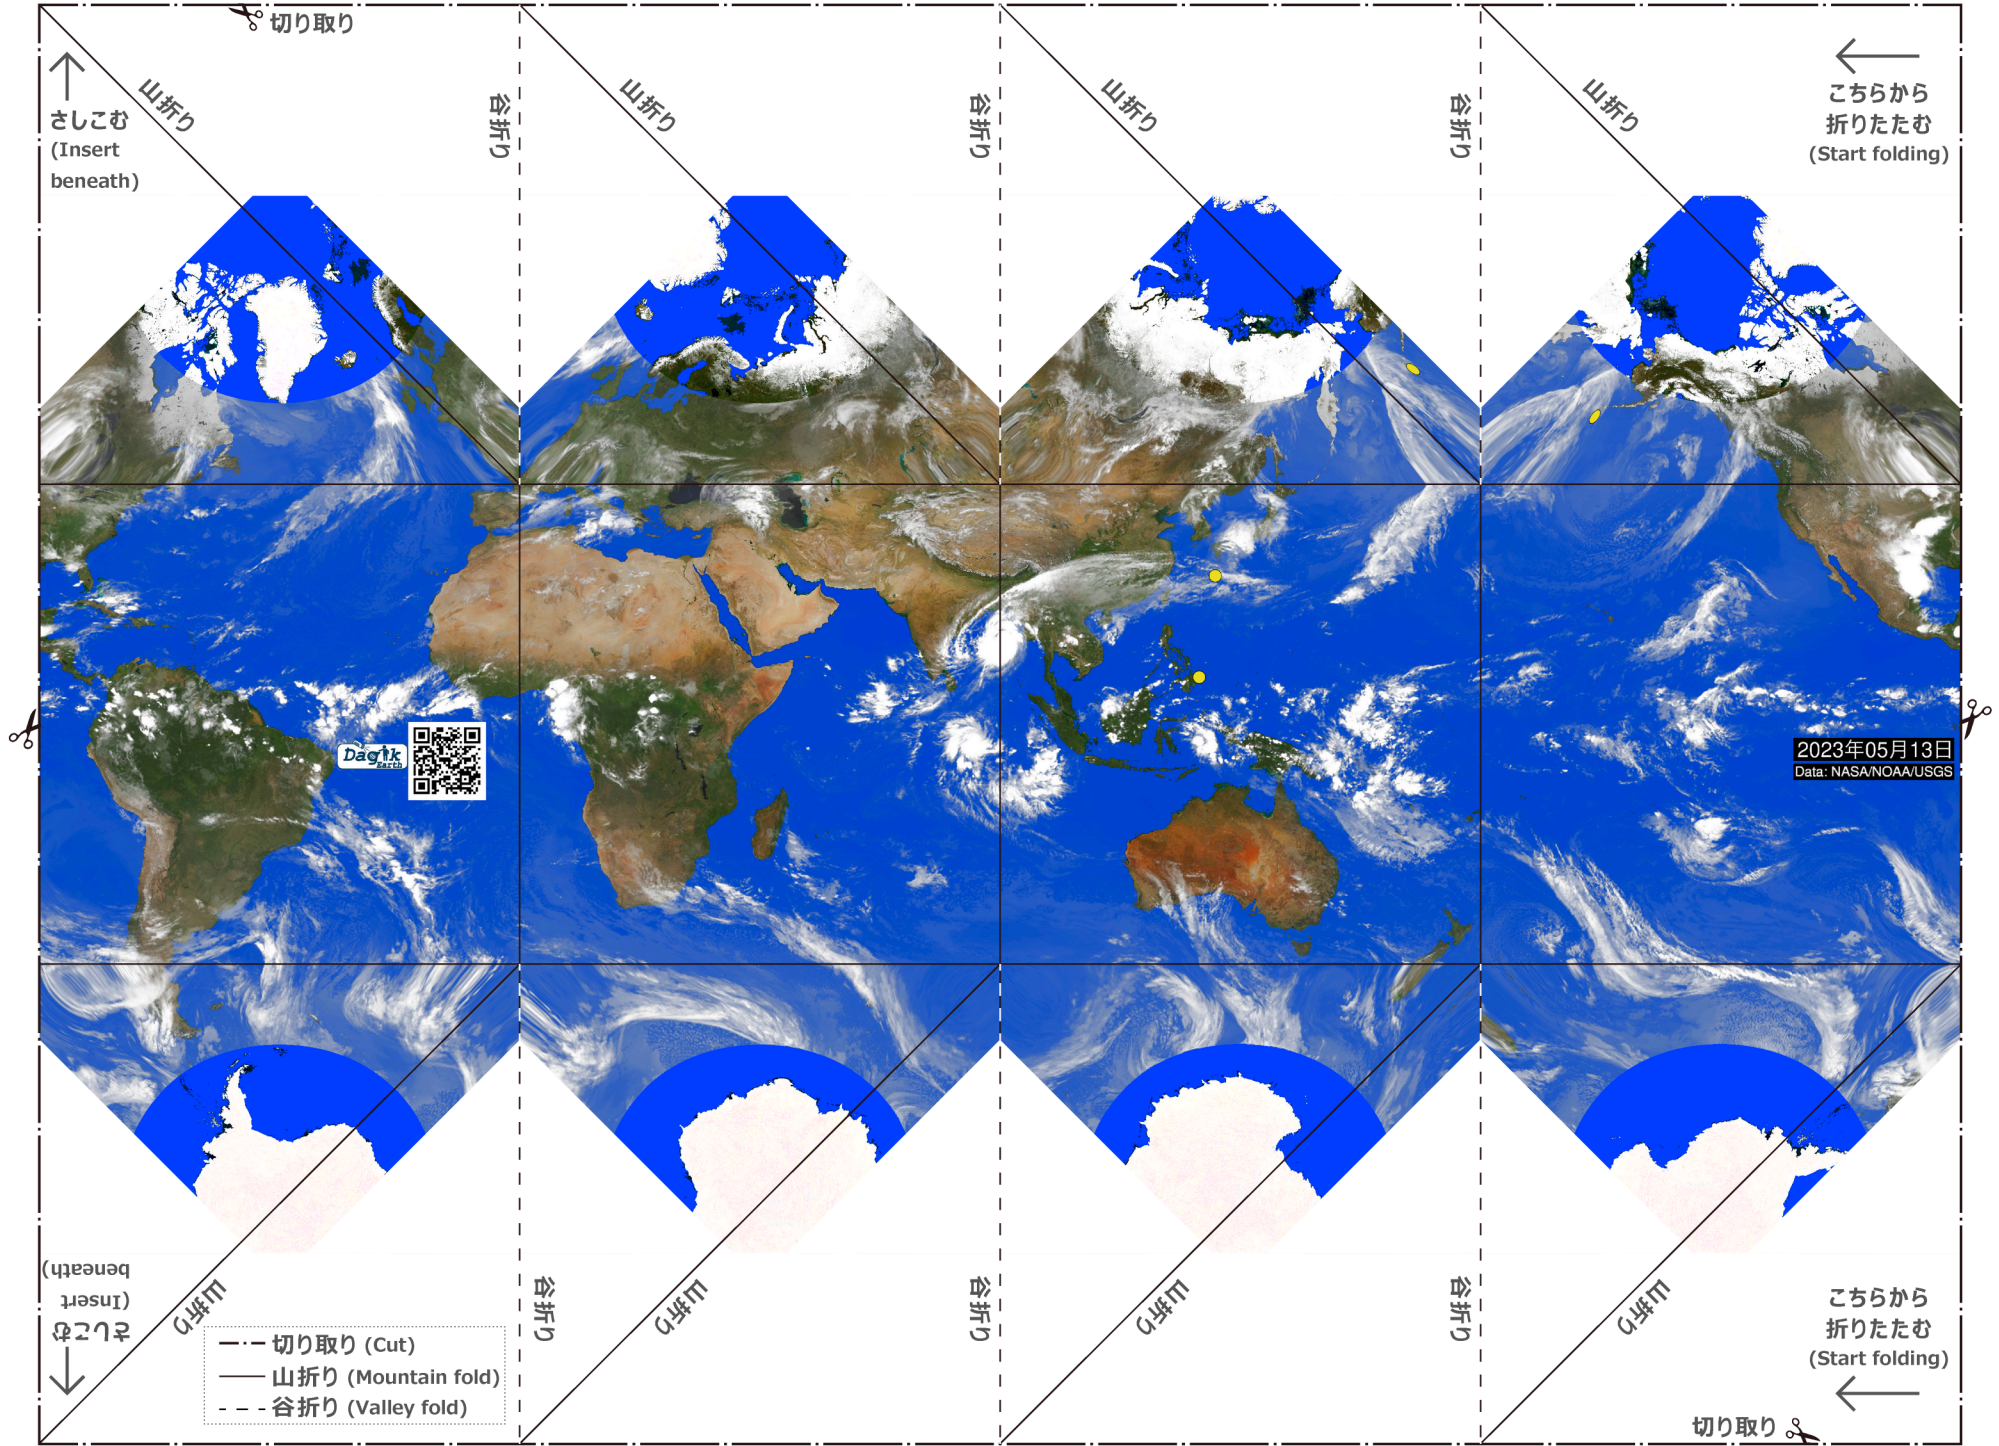 切り取り
さしこむ
(Insert
beneath)
山折り
谷折り
山折り
谷折り
山折り
谷折り
山折り
こちらから
折りたたむ
(Start folding)
Dagik
Earth
2023年05月13日
Data: NASA/NOAA/USGS
さしこむ
(Insert
beneath)
山折り
谷折り
山折り
谷折り
山折り
谷折り
山折り
こちらから
折りたたむ
(Start folding)
切り取り (Cut)
山折り (Mountain fold)
谷折り (Valley fold)
切り取り